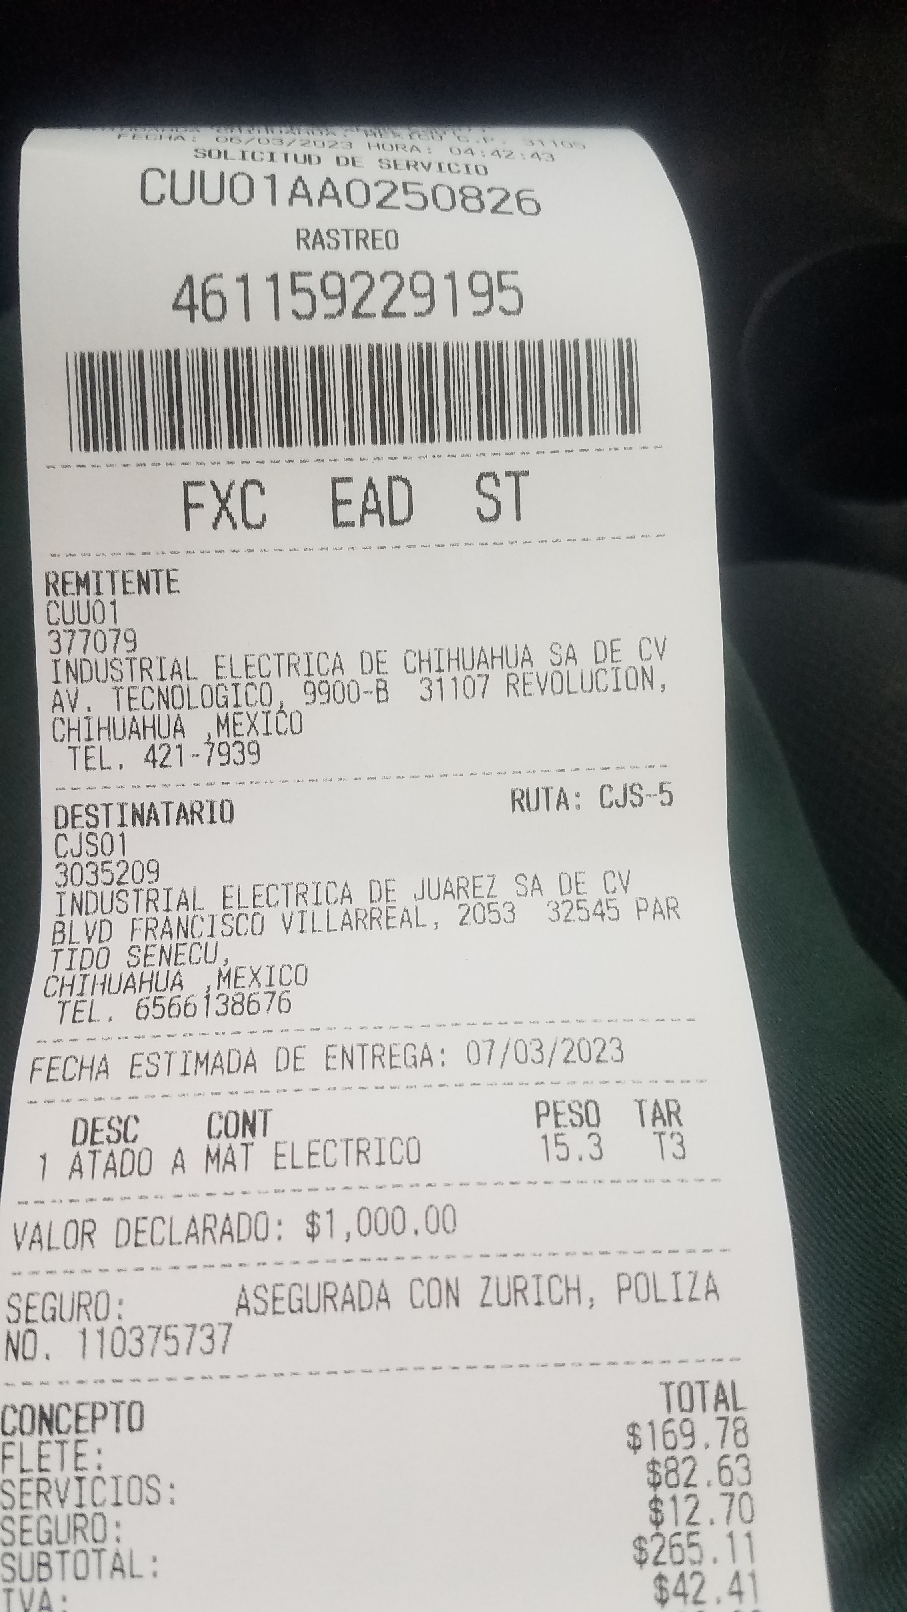 FECHA: 06/03/2023 HORA: 04:42:43
SOLICITUD DE SERVICIO
CUU01AA0250826
RASTREO
461159229195
FXC EAD ST
REMITENTE
CUU01
377079
INDUSTRIAL ELECTRICA DE CHIHUAHUA SA DE CV
AV. TECNOLOGICO, 9900-B 31107 REVOLUCION,
CHIHUAHUA ,MEXICO
TEL. 421-7939
DESTINATARIO RUTA: CJS-5
CJS01
3035209
INDUSTRIAL ELECTRICA DE JUAREZ SA DE CV
BLVD FRANCISCO VILLARREAL, 2053 32545 PAR
TIDO SENECU,
CHIHUAHUA ,MEXICO
TEL. 6566138676
FECHA ESTIMADA DE ENTREGA: 07/03/2023
DESC CONT PESO TAR
1 ATADO A MAT ELECTRICO 15.3 T3
VALOR DECLARADO: $1,000.00
SEGURO: ASEGURADA CON ZURICH, POLIZA
NO. 110375737
CONCEPTO TOTAL
FLETE: $169.78
SERVICIOS: $82.63
SEGURO: $12.70
SUBTOTAL: $265.11
IVA: $42.41